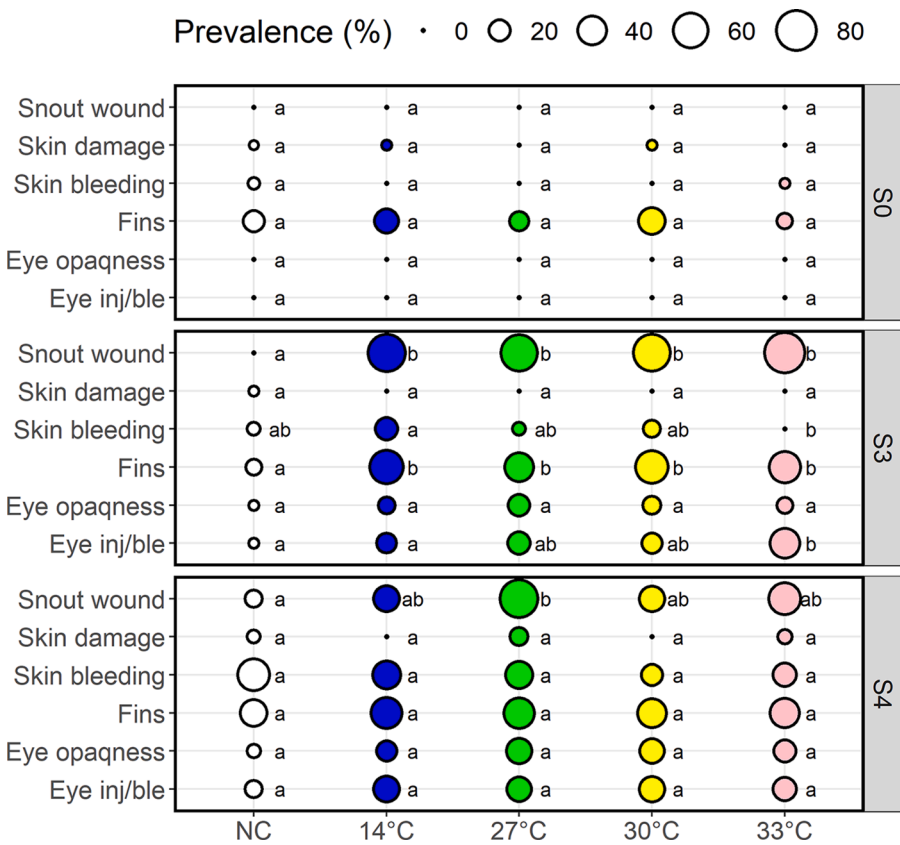 Prevalence (%) 0 20 40 60 80
Snout wound a a a a a
Skin damage a a a a a
Skin bleeding a a a a a
Fins a a a a a
Eye opaqness a a a a a
Eye inj/ble a a a a a
S0
Snout wound a b b b b
Skin damage a a a a a
Skin bleeding ab a ab ab b
Fins a b b b b
Eye opaqness a a a a a
Eye inj/ble a a ab ab b
S3
Snout wound a ab b ab ab
Skin damage a a a a a
Skin bleeding a a a a a
Fins a a a a a
Eye opaqness a a a a a
Eye inj/ble a a a a a
S4
NC 14°C 27°C 30°C 33°C